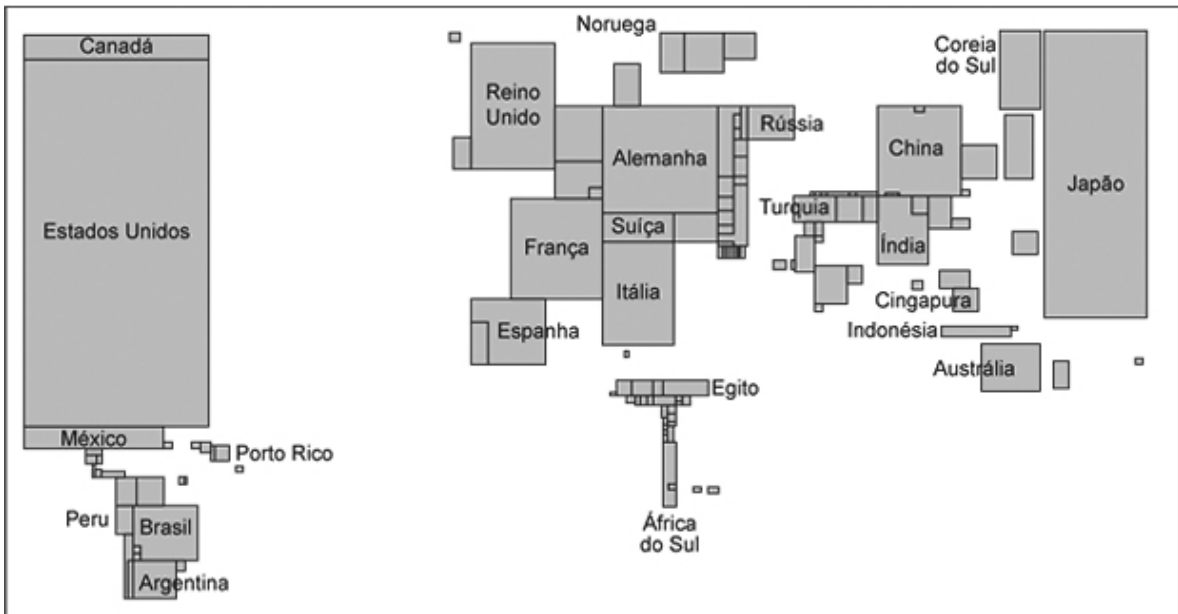 Canadá
Estados Unidos
México
Porto Rico
Peru
Brasil
Argentina
Noruega
Reino
Unido
Alemanha
Rússia
Suíça
França
Itália
Espanha
Turquia
Egito
África
do Sul
Coreia
do Sul
China
Japão
Índia
Cingapura
Indonésia
Austrália